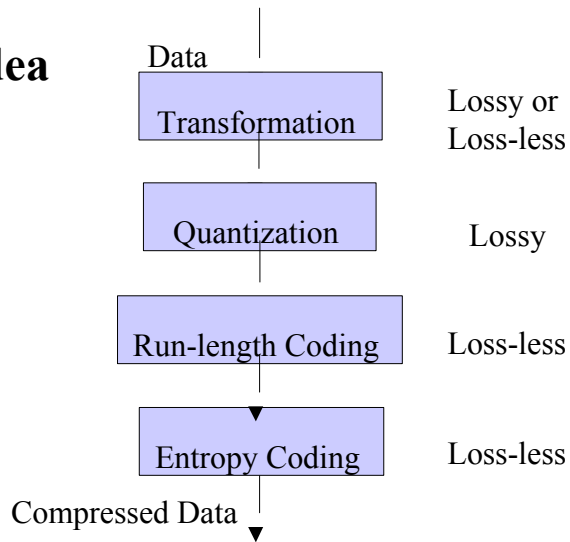 Data
Transformation
Lossy or
Loss-less
Quantization
Lossy
Run-length Coding
Loss-less
Entropy Coding
Loss-less
Compressed Data